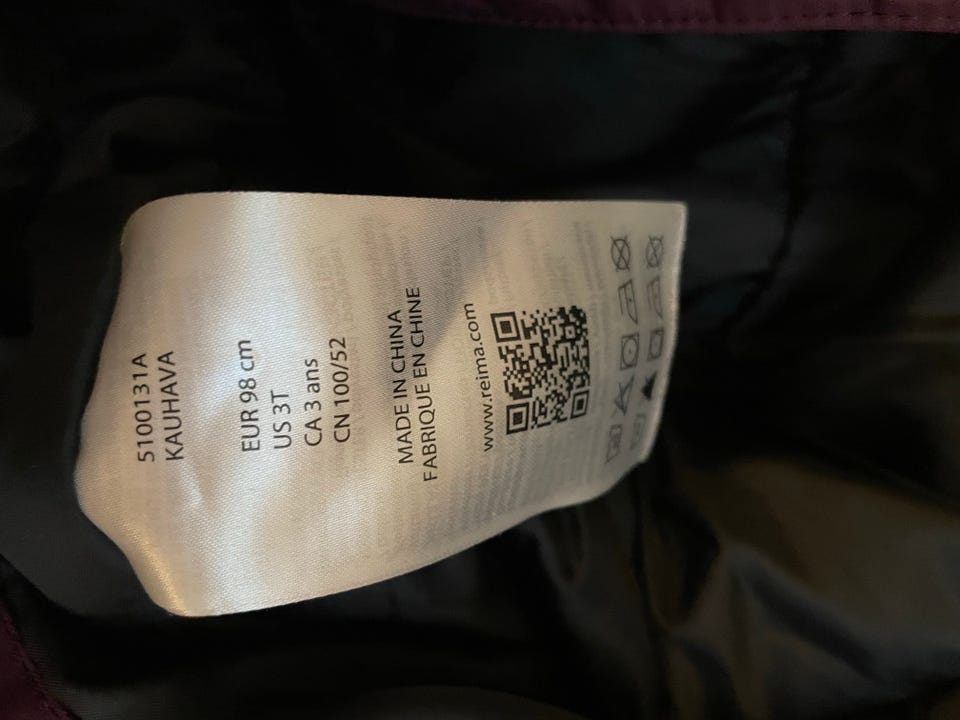 5100131A
KAUHAVA
EUR 98 cm
US 3T
CA 3 ans
CN 100/52
MADE IN CHINA
FABRIQUE EN CHINE
www.reima.com